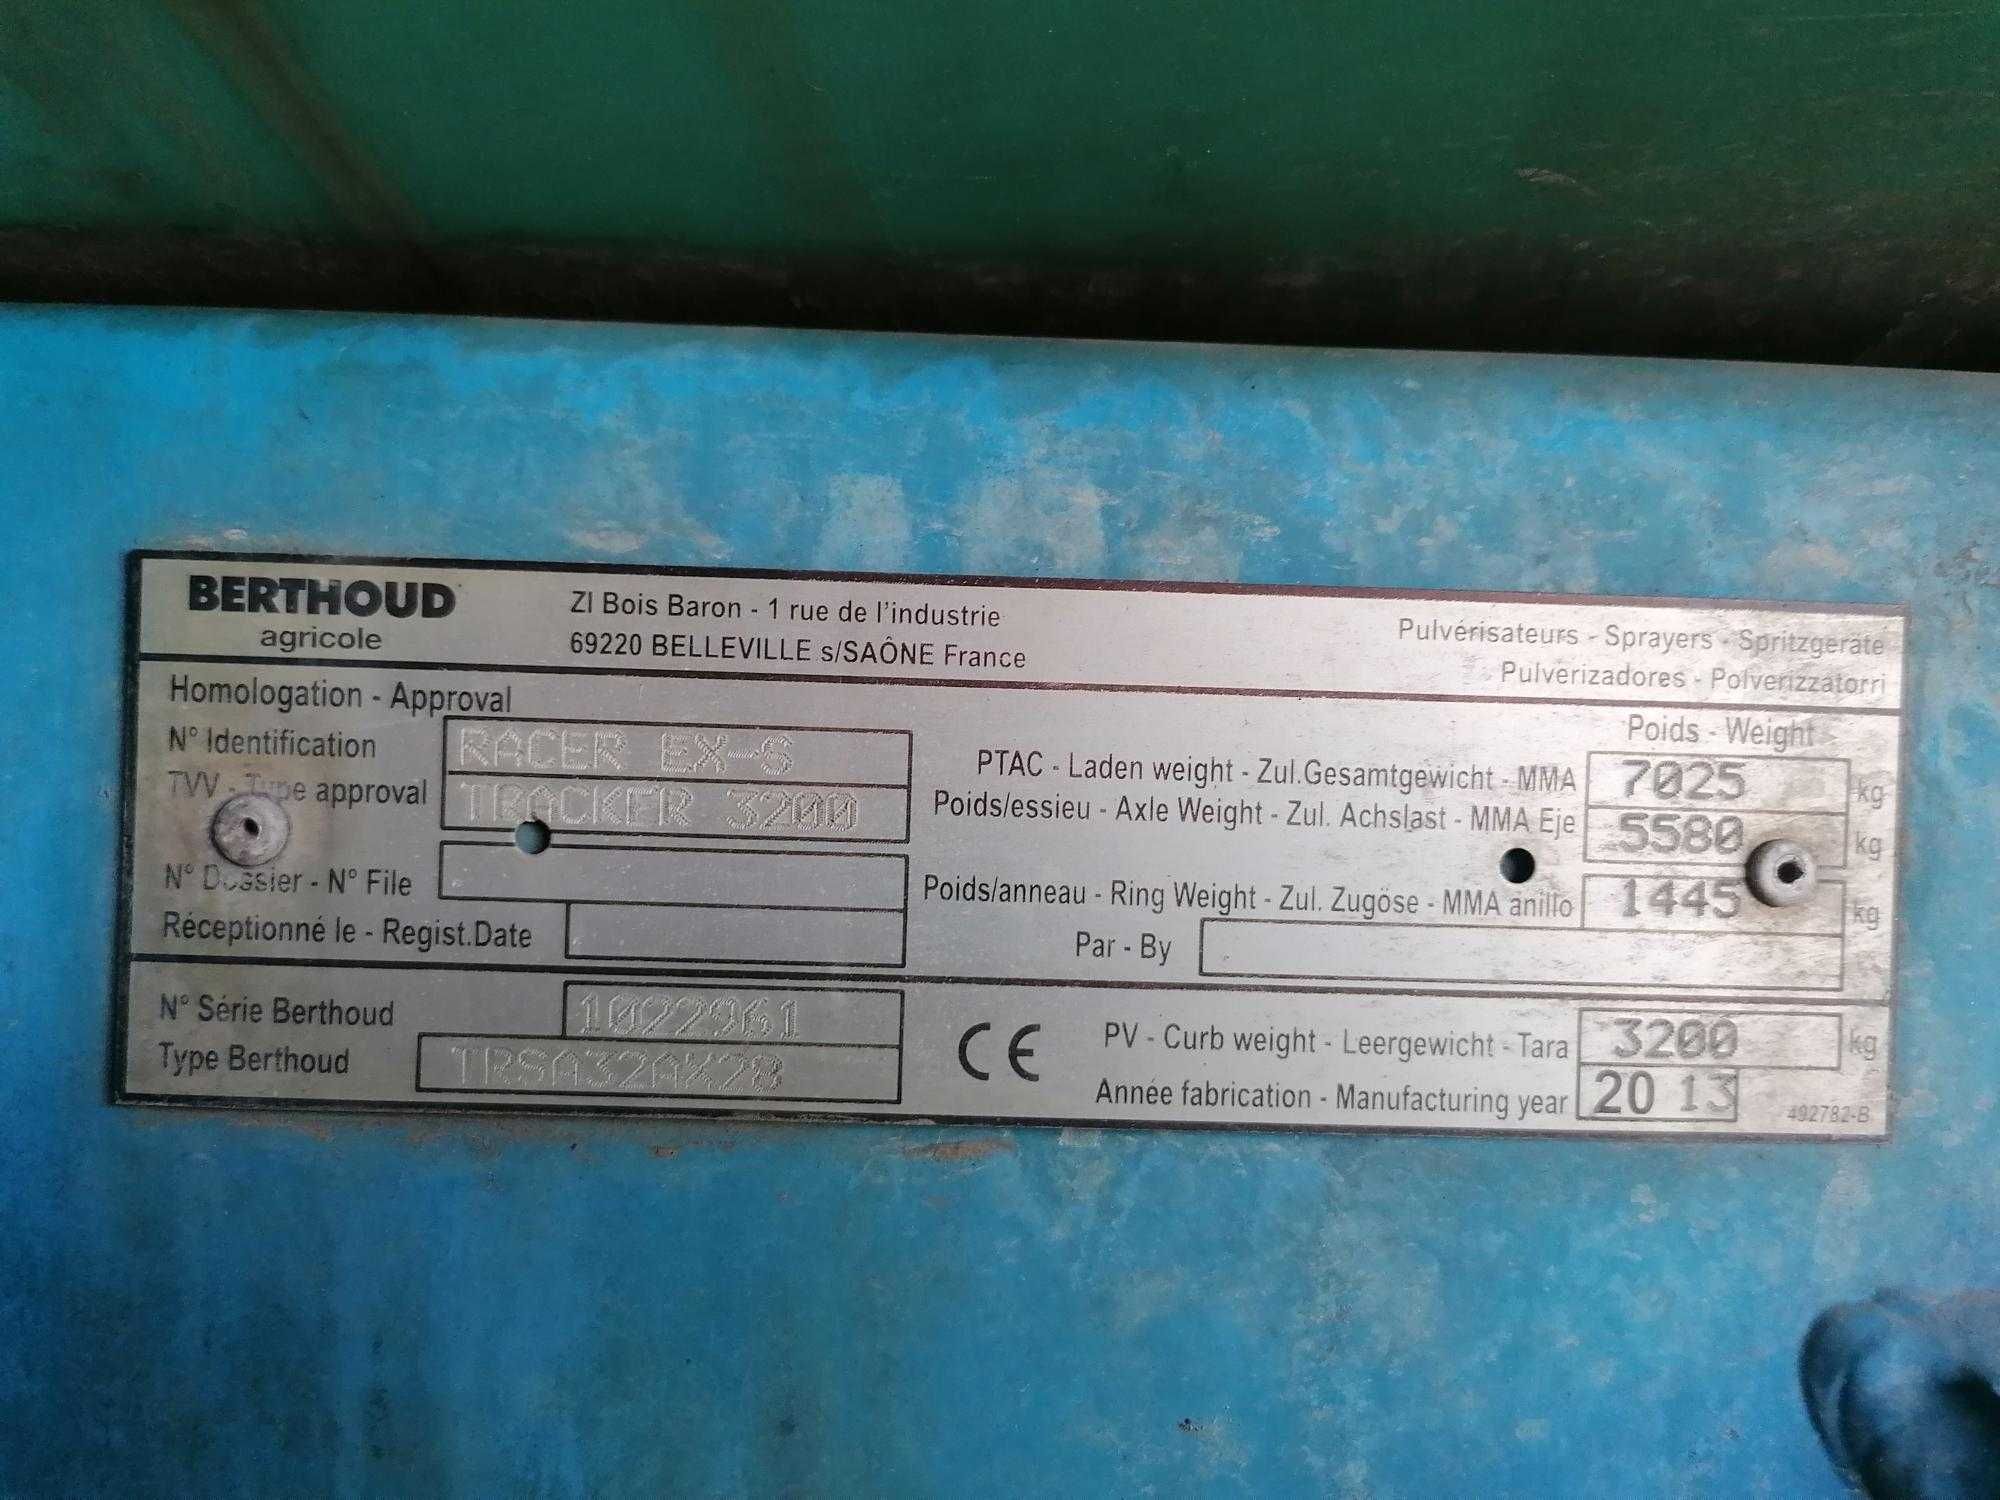 BERTHOUD
agricole
ZI Bois Baron - 1 rue de l'industrie
69220 BELLEVILLE s/SAÔNE France
Pulvérisateurs - Sprayers - Spritzgeräte
Pulverizadores - Polverizzatorri
Homologation - Approval
N° Identification RACER EX-S
TVV - Type approval TRACKER 3200
N° Dossier - N° File
Réceptionné le - Regist.Date
Poids - Weight
PTAC - Laden weight - Zul.Gesamtgewicht - MMA 7025 kg
Poids/essieu - Axle Weight - Zul. Achslast - MMA Eje 5580 kg
Poids/anneau - Ring Weight - Zul. Zugöse - MMA anillo 1445 kg
Par - By
N° Série Berthoud 1022961
Type Berthoud TRSA32AX28
CE
PV - Curb weight - Leergewicht - Tara 3200 kg
Année fabrication - Manufacturing year 20 13
492782-B